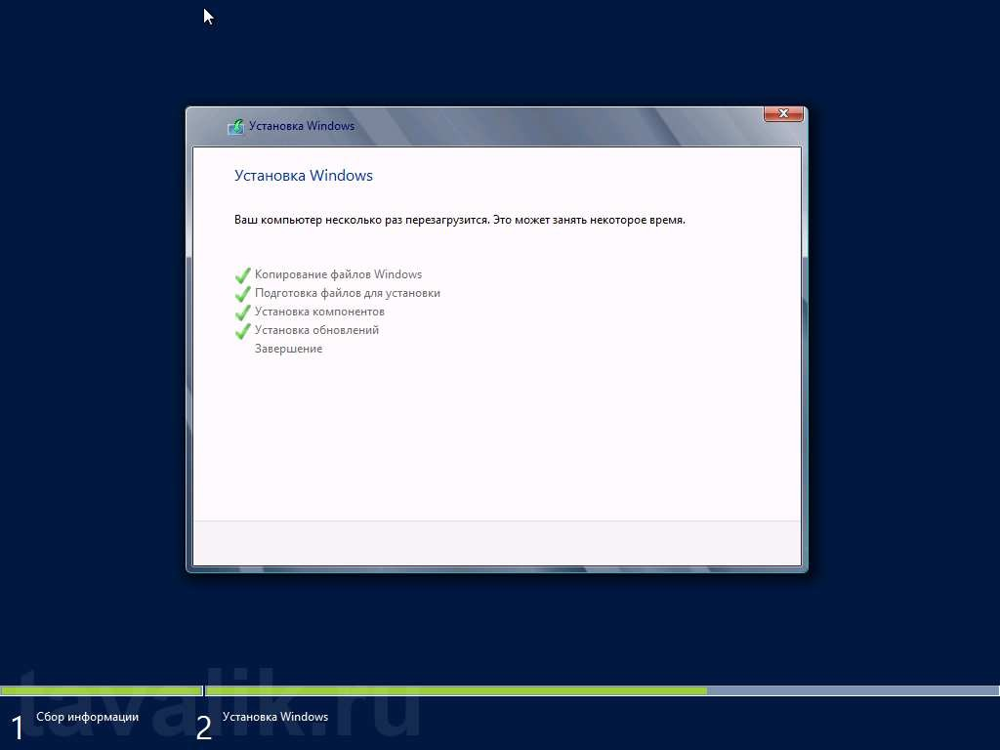 Установка Windows
Установка Windows
Ваш компьютер несколько раз перезагрузится. Это может занять некоторое время.
Копирование файлов Windows
Подготовка файлов для установки
Установка компонентов
Установка обновлений
Завершение
tavalik.ru
1 Сбор информации
2 Установка Windows